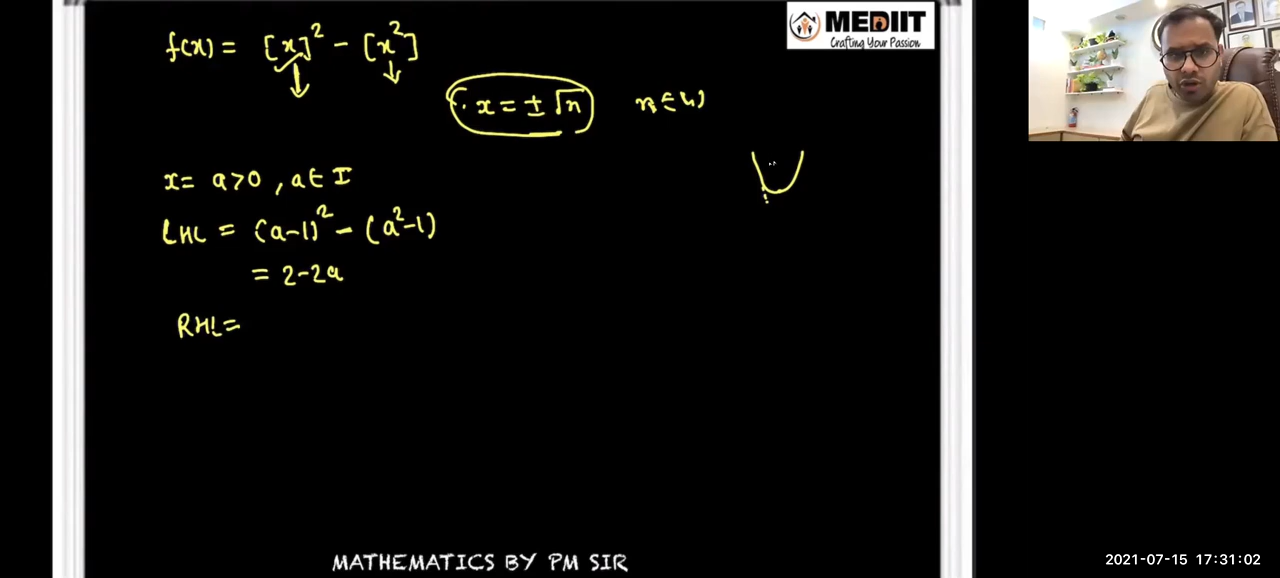 f(x) = [x]² - [x²]
MEDIIT
Crafting Your Passion
x = ± √n n ∈ W
x = a>0 , a ∈ I
LHL = (a-1)² - (a²-1)
= 2-2a
RHL=
MATHEMATICS BY PM SIR
2021-07-15 17:31:02